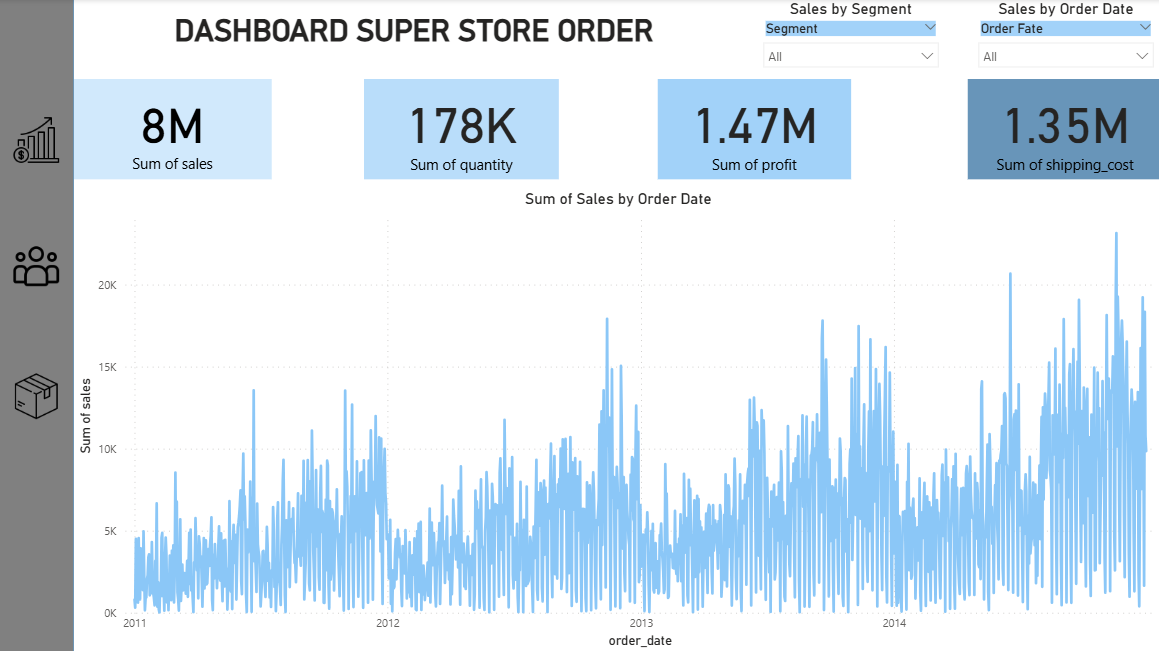 DASHBOARD SUPER STORE ORDER
Sales by Segment
Segment
All
Sales by Order Date
Order Fate
All
8M
Sum of sales
178K
Sum of quantity
1.47M
Sum of profit
1.35M
Sum of shipping_cost
$
Sum of Sales by Order Date
Sum of sales
20K
15K
10K
5K
0K
2011
2012
2013
2014
order_date